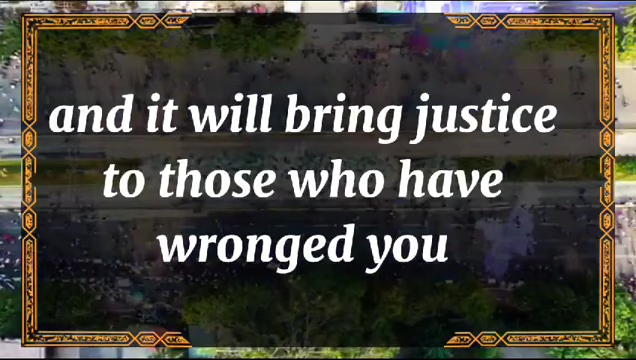 and it will bring justice
to those who have
wronged you